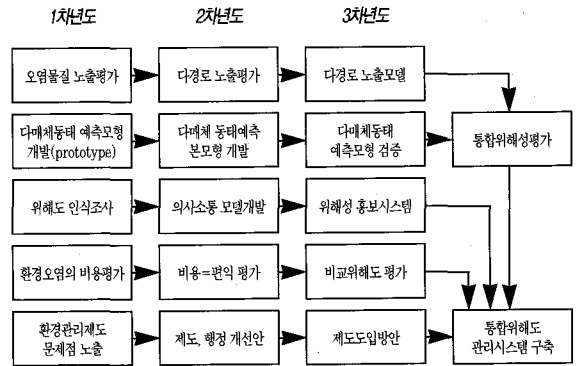 1차년도 2차년도 3차년도
오염물질 노출평가
다경로 노출평가
다경로 노출모델
다매체동태 예측모형
개발(prototype)
다매체 동태예측
본모형 개발
다매체동태
예측모형 검증
통합위해성평가
위해도 인식조사
의사소통 모델개발
위해성 홍보시스템
환경오염의 비용평가
비용=편익 평가
비교위해도 평가
환경관리제도
문제점 노출
제도, 행정 개선안
제도도입방안
통합위해도
관리시스템 구축